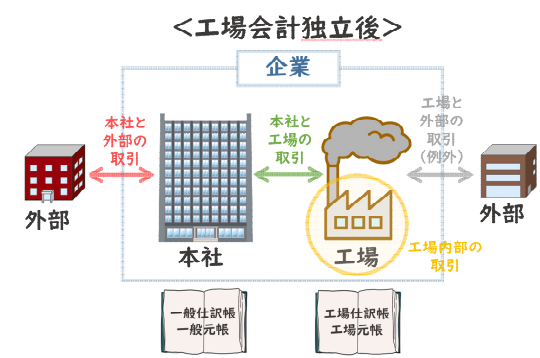 ＜工場会計独立後＞
企業
本社と
外部の
取引
本社と
工場の
取引
工場と
外部の
取引
（例外）
外部
本社
工場
外部
工場内部の
取引
一般仕訳帳
一般元帳
工場仕訳帳
工場元帳